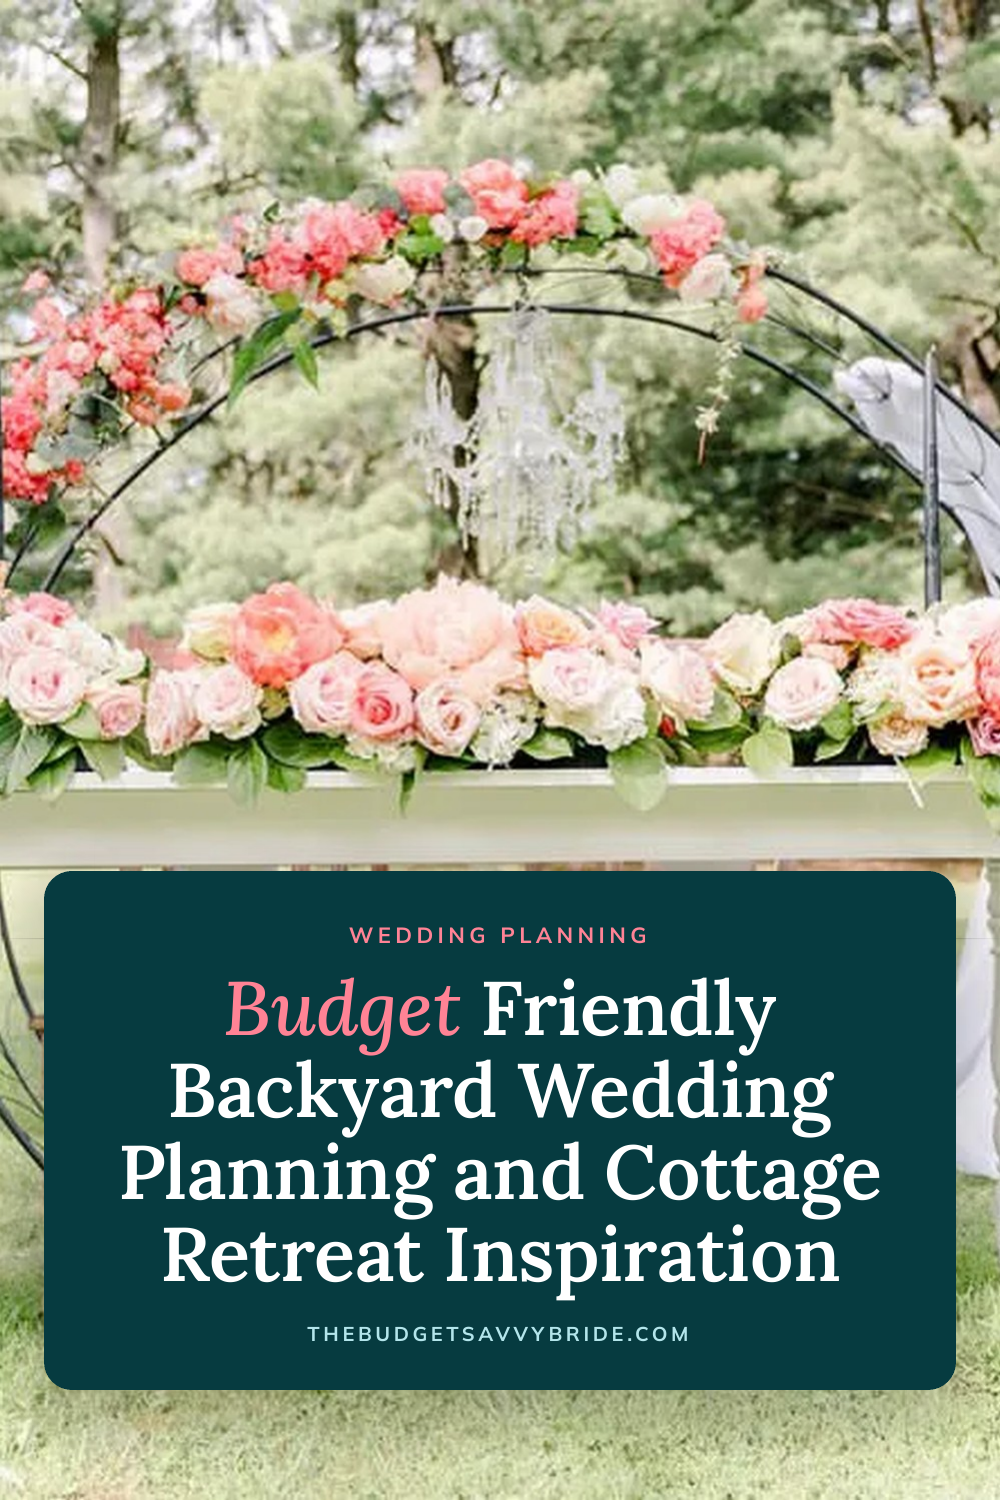 WEDDING PLANNING
Budget Friendly
Backyard Wedding
Planning and Cottage
Retreat Inspiration
THEBUDGETSAVVYBRIDE.COM